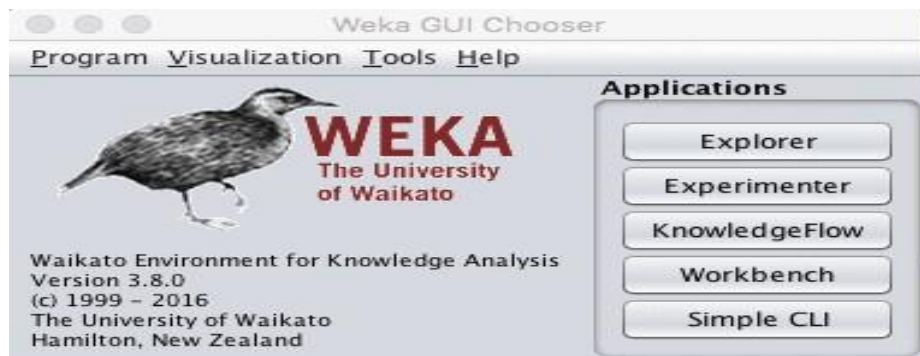 Weka GUI Chooser
Program Visualization Tools Help
WEKA
The University
of Waikato
Waikato Environment for Knowledge Analysis
Version 3.8.0
(c) 1999 - 2016
The University of Waikato
Hamilton, New Zealand
Applications
Explorer
Experimenter
KnowledgeFlow
Workbench
Simple CLI